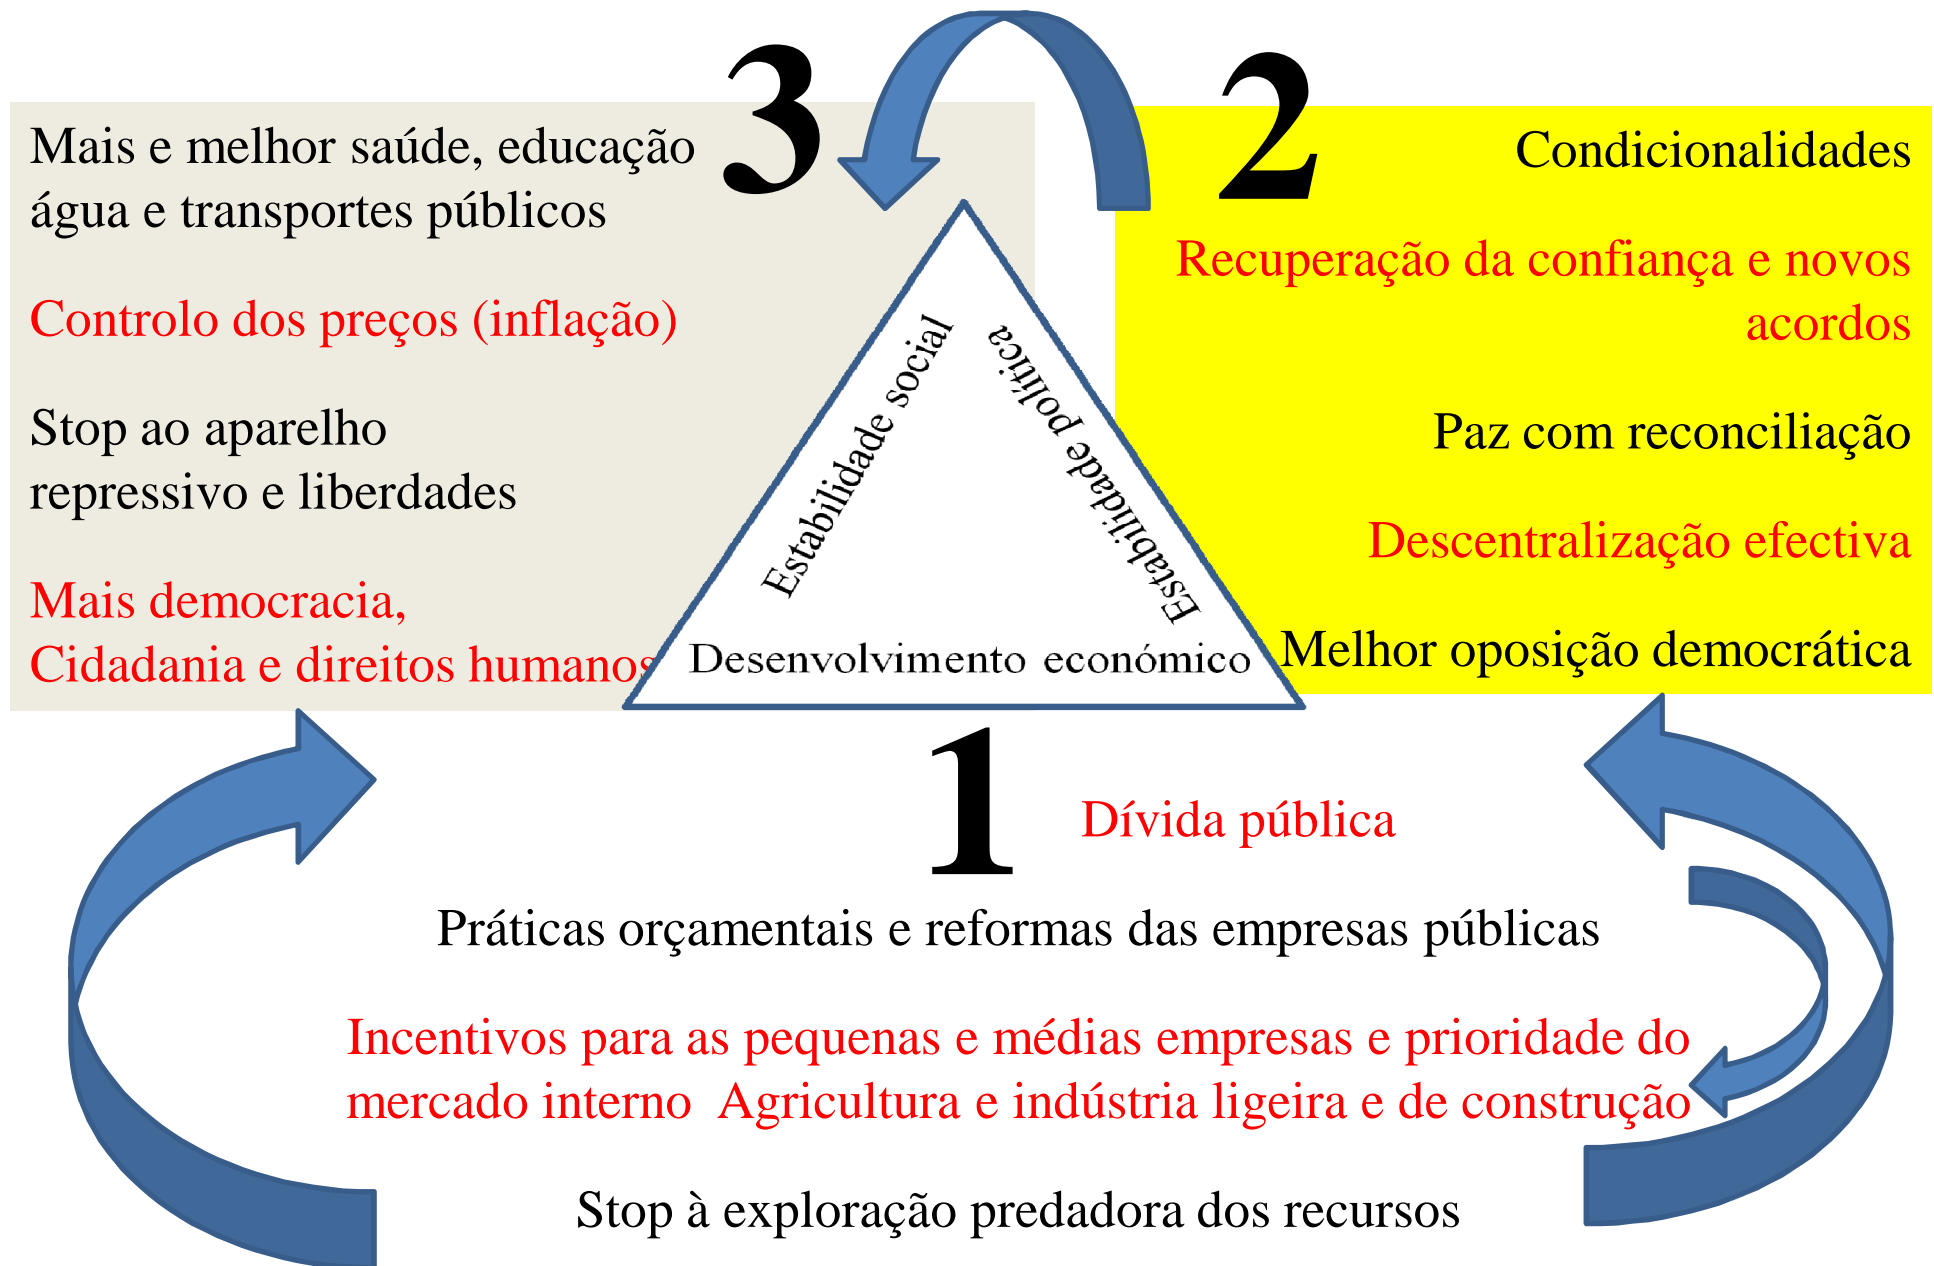 3
Mais e melhor saúde, educação
água e transportes públicos
Controlo dos preços (inflação)
Stop ao aparelho
repressivo e liberdades
Mais democracia,
Cidadania e direitos humanos
2
Condicionalidades
Recuperação da confiança e novos
acordos
Paz com reconciliação
Descentralização efectiva
Melhor oposição democrática
Estabilidade social
Estabilidade política
Desenvolvimento económico
1
Dívida pública
Práticas orçamentais e reformas das empresas públicas
Incentivos para as pequenas e médias empresas e prioridade do
mercado interno  Agricultura e indústria ligeira e de construção
Stop à exploração predadora dos recursos